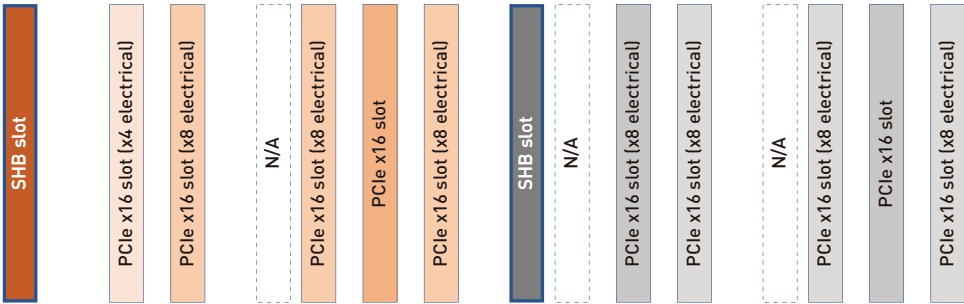 SHB slot
PCIe x16 slot (x4 electrical)
PCIe x16 slot (x8 electrical)
N/A
PCIe x16 slot (x8 electrical)
PCIe x16 slot
PCIe x16 slot (x8 electrical)
SHB slot
N/A
PCIe x16 slot (x8 electrical)
PCIe x16 slot (x8 electrical)
N/A
PCIe x16 slot (x8 electrical)
PCIe x16 slot
PCIe x16 slot (x8 electrical)